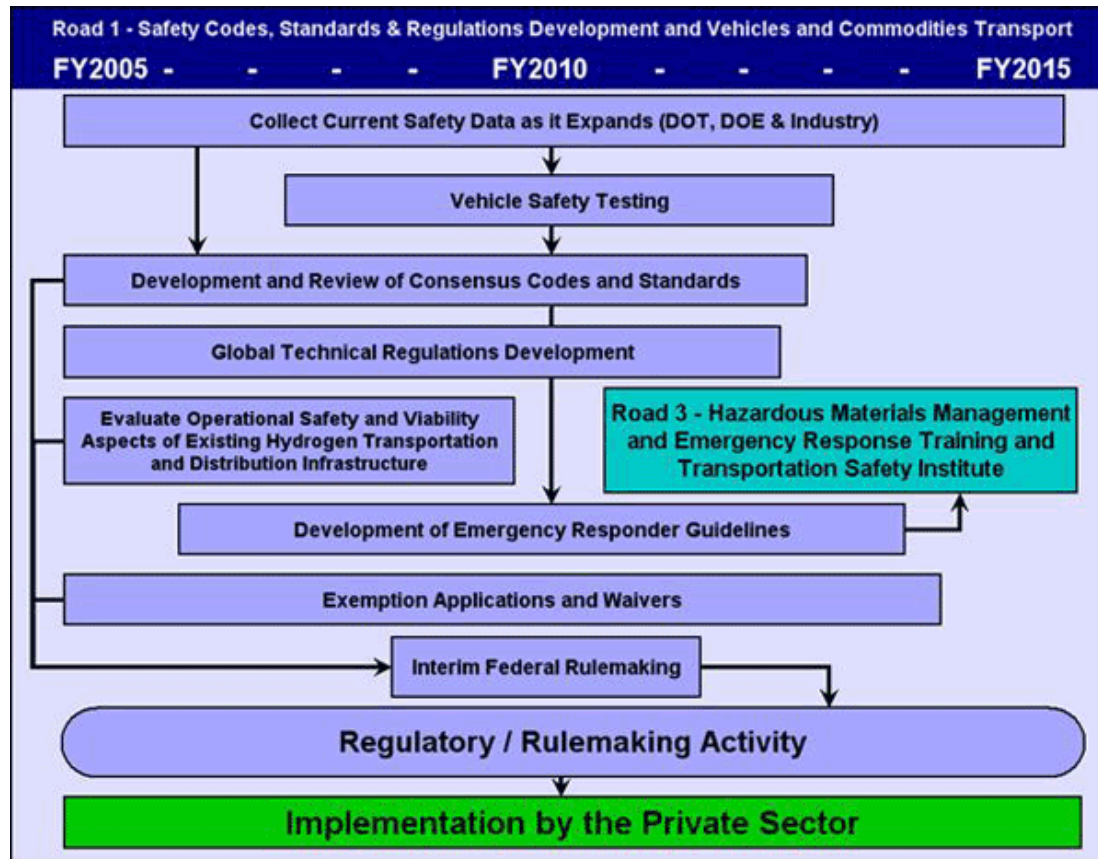 Road 1 - Safety Codes, Standards & Regulations Development and Vehicles and Commodities Transport
FY2005 - - - - FY2010 - - - - FY2015
Collect Current Safety Data as it Expands (DOT, DOE & Industry)
Vehicle Safety Testing
Development and Review of Consensus Codes and Standards
Global Technical Regulations Development
Evaluate Operational Safety and Viability
Aspects of Existing Hydrogen Transportation
and Distribution Infrastructure
Road 3 - Hazardous Materials Management
and Emergency Response Training and
Transportation Safety Institute
Development of Emergency Responder Guidelines
Exemption Applications and Waivers
Interim Federal Rulemaking
Regulatory / Rulemaking Activity
Implementation by the Private Sector